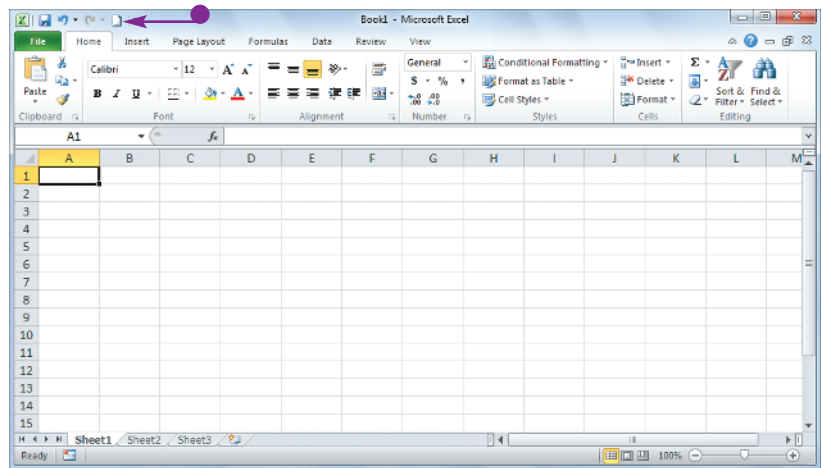 Book1 - Microsoft Excel
File Home Insert Page Layout Formulas Data Review View
Calibri 12 A A General Conditional Formatting Insert Σ
Paste B I U A $ % , Format as Table Delete Sort & Find &
Cell Styles Format Filter Select
Clipboard Font Alignment Number Styles Cells Editing
A1 fx
A B C D E F G H I J K L M
1
2
3
4
5
6
7
8
9
10
11
12
13
14
15
Sheet1 Sheet2 Sheet3
Ready 100%